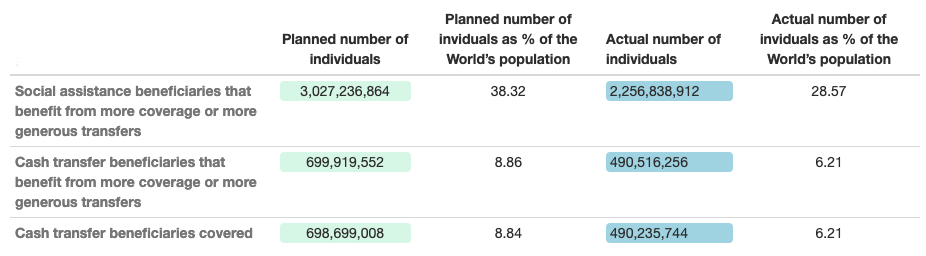 Planned number of individuals
Planned number of inviduals as % of the World's population
Actual number of individuals
Actual number of inviduals as % of the World's population
Social assistance beneficiaries that benefit from more coverage or more generous transfers
3,027,236,864
38.32
2,256,838,912
28.57
Cash transfer beneficiaries that benefit from more coverage or more generous transfers
699,919,552
8.86
490,516,256
6.21
Cash transfer beneficiaries covered
698,699,008
8.84
490,235,744
6.21